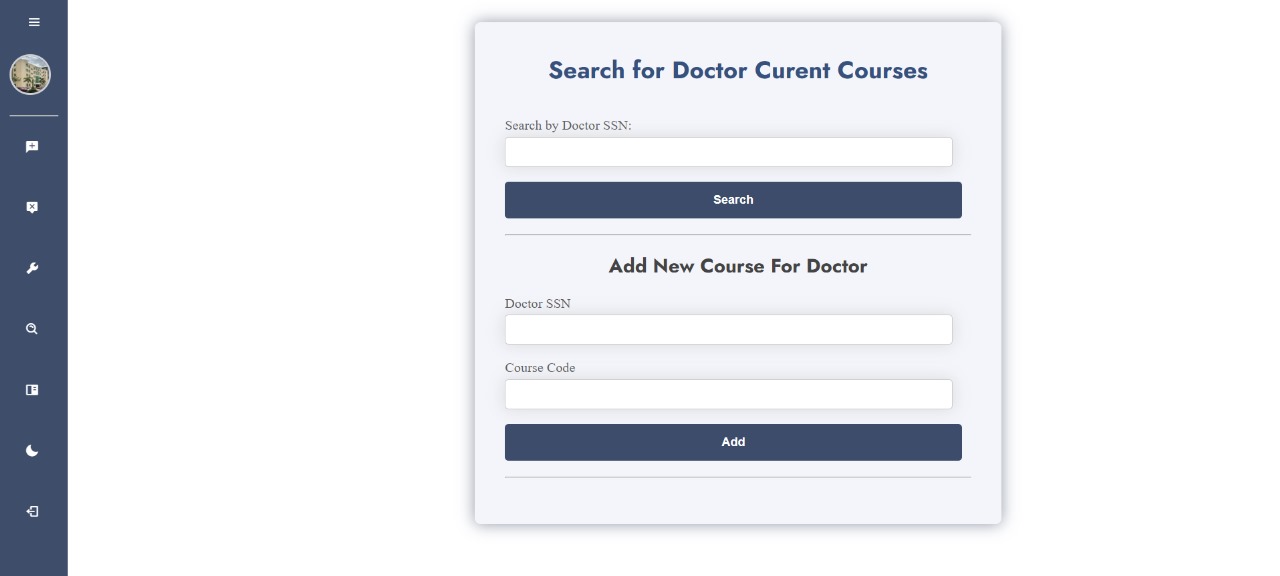 Search for Doctor Curent Courses
Search by Doctor SSN:
Search
Add New Course For Doctor
Doctor SSN
Course Code
Add